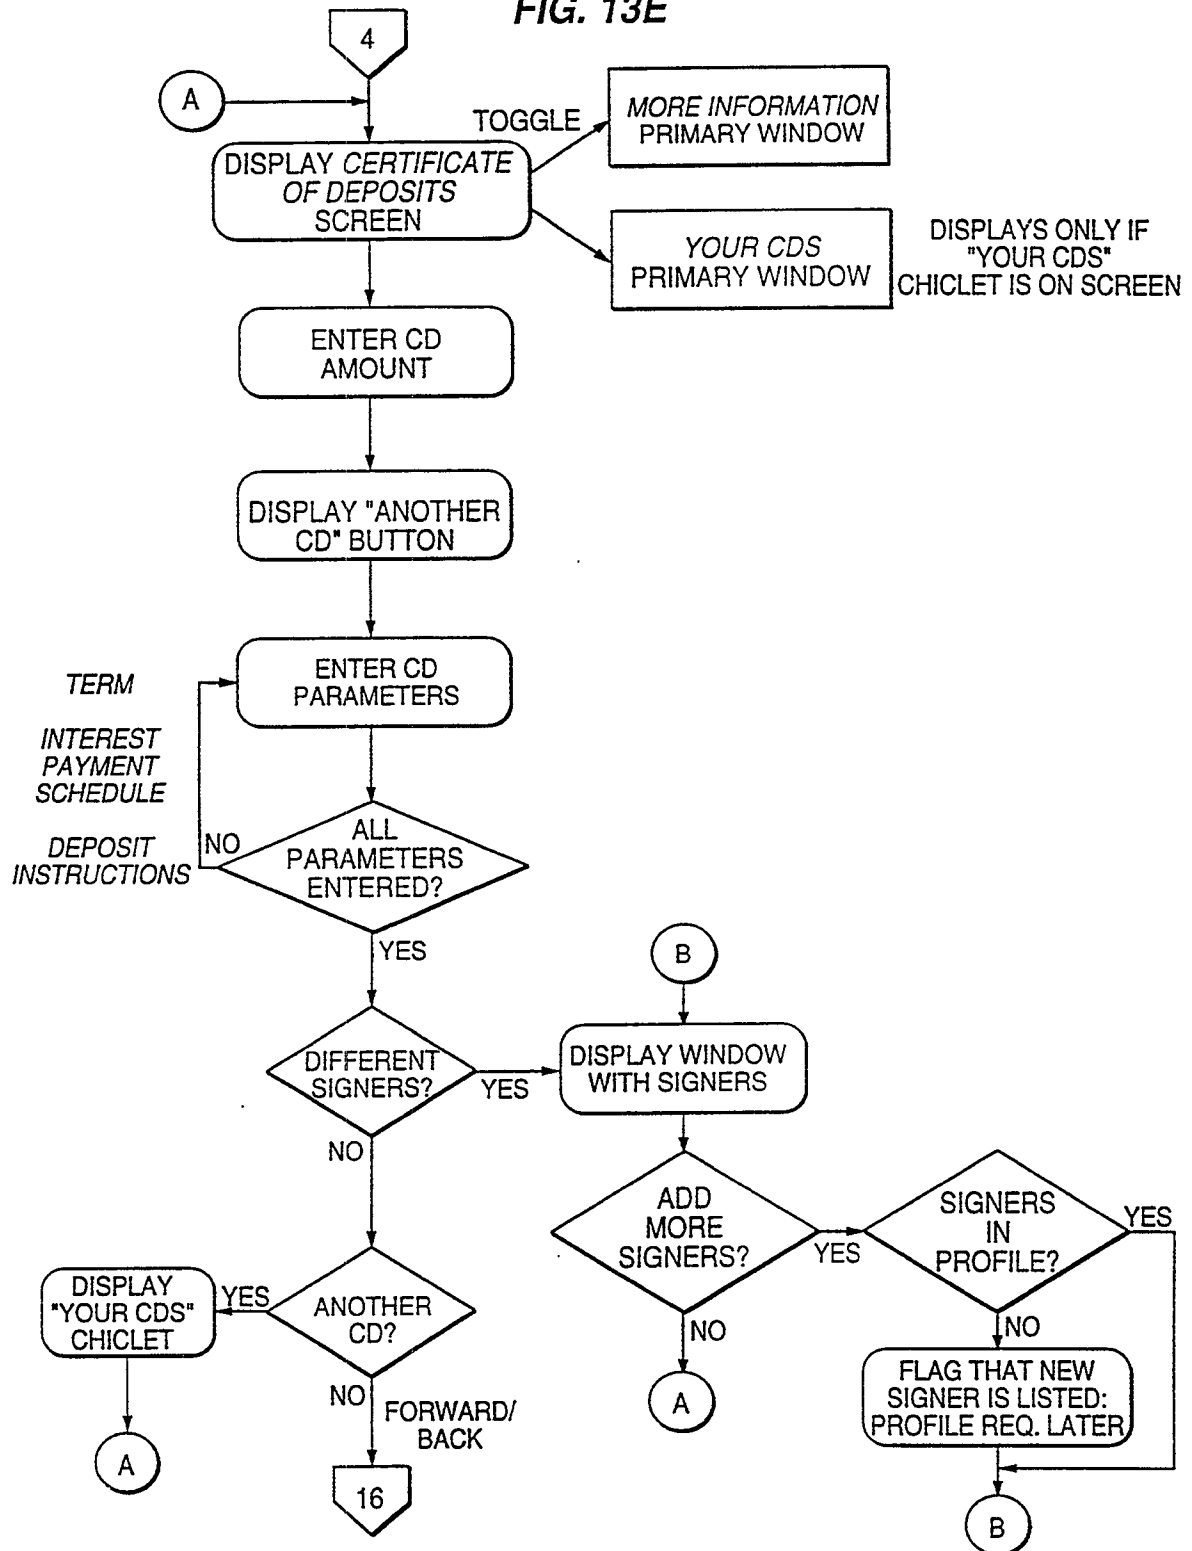 FIG. 13E
4
A
TOGGLE
MORE INFORMATION
PRIMARY WINDOW
DISPLAY CERTIFICATE
OF DEPOSITS
SCREEN
YOUR CDS
PRIMARY WINDOW
DISPLAYS ONLY IF
"YOUR CDS"
CHICLET IS ON SCREEN
ENTER CD
AMOUNT
DISPLAY "ANOTHER
CD" BUTTON
ENTER CD
PARAMETERS
TERM
INTEREST
PAYMENT
SCHEDULE
DEPOSIT
INSTRUCTIONS
NO
ALL
PARAMETERS
ENTERED?
YES
B
DIFFERENT
SIGNERS?
YES
DISPLAY WINDOW
WITH SIGNERS
NO
ADD
MORE
SIGNERS?
YES
SIGNERS
IN
PROFILE?
YES
DISPLAY
"YOUR CDS"
CHICLET
YES
ANOTHER
CD?
NO
NO
FLAG THAT NEW
SIGNER IS LISTED:
PROFILE REQ. LATER
NO
FORWARD/
BACK
A
A
16
B